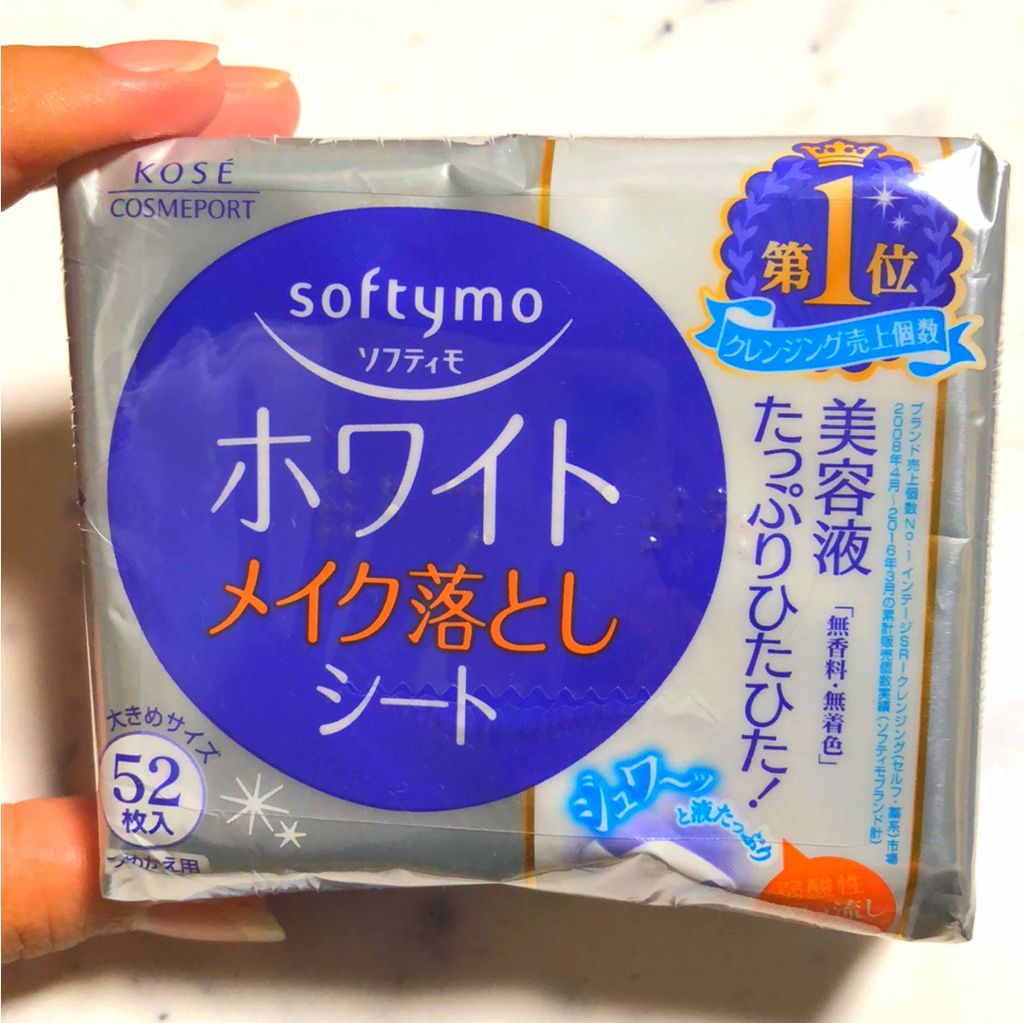 KOSÉ
COSMEPORT
softymo
ソフティモ
ホワイト
メイク落とし
シート
大きめサイズ
52
枚入
つめかえ用
第1位
クレンジング売上個数
美容液
たっぷりひたひた!
「無香料・無着色」
ブランド売上個数No.1 インテージSRI クレンジング(セルフ・薬系)市場
2008年4月~2016年3月の累計販売個数実績(ソフティモブランド計)
シュワ~ッ
と液たっぷり
弱酸性
流し